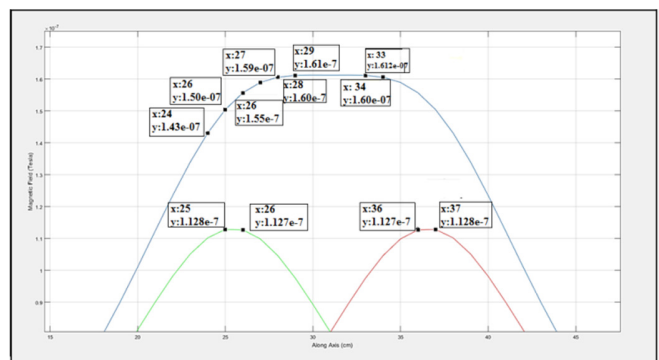 ×10⁻⁷
1.7
1.6
1.5
1.4
1.3
1.2
1.1
1
0.9
Magnetic Field (Tesla)
x:24
y:1.43e-07
x:26
y:1.50e-07
x:27
y:1.59e-07
x:26
y:1.55e-7
x:29
y:1.61e-7
x:28
y:1.60e-7
x: 33
y:1.612e-07
x: 34
y:1.60e-07
x:25
y:1.128e-7
x:26
y:1.127e-7
x:36
y:1.127e-7
x:37
y:1.128e-7
15 20 25 30 35 40 45
Along Axis (cm)